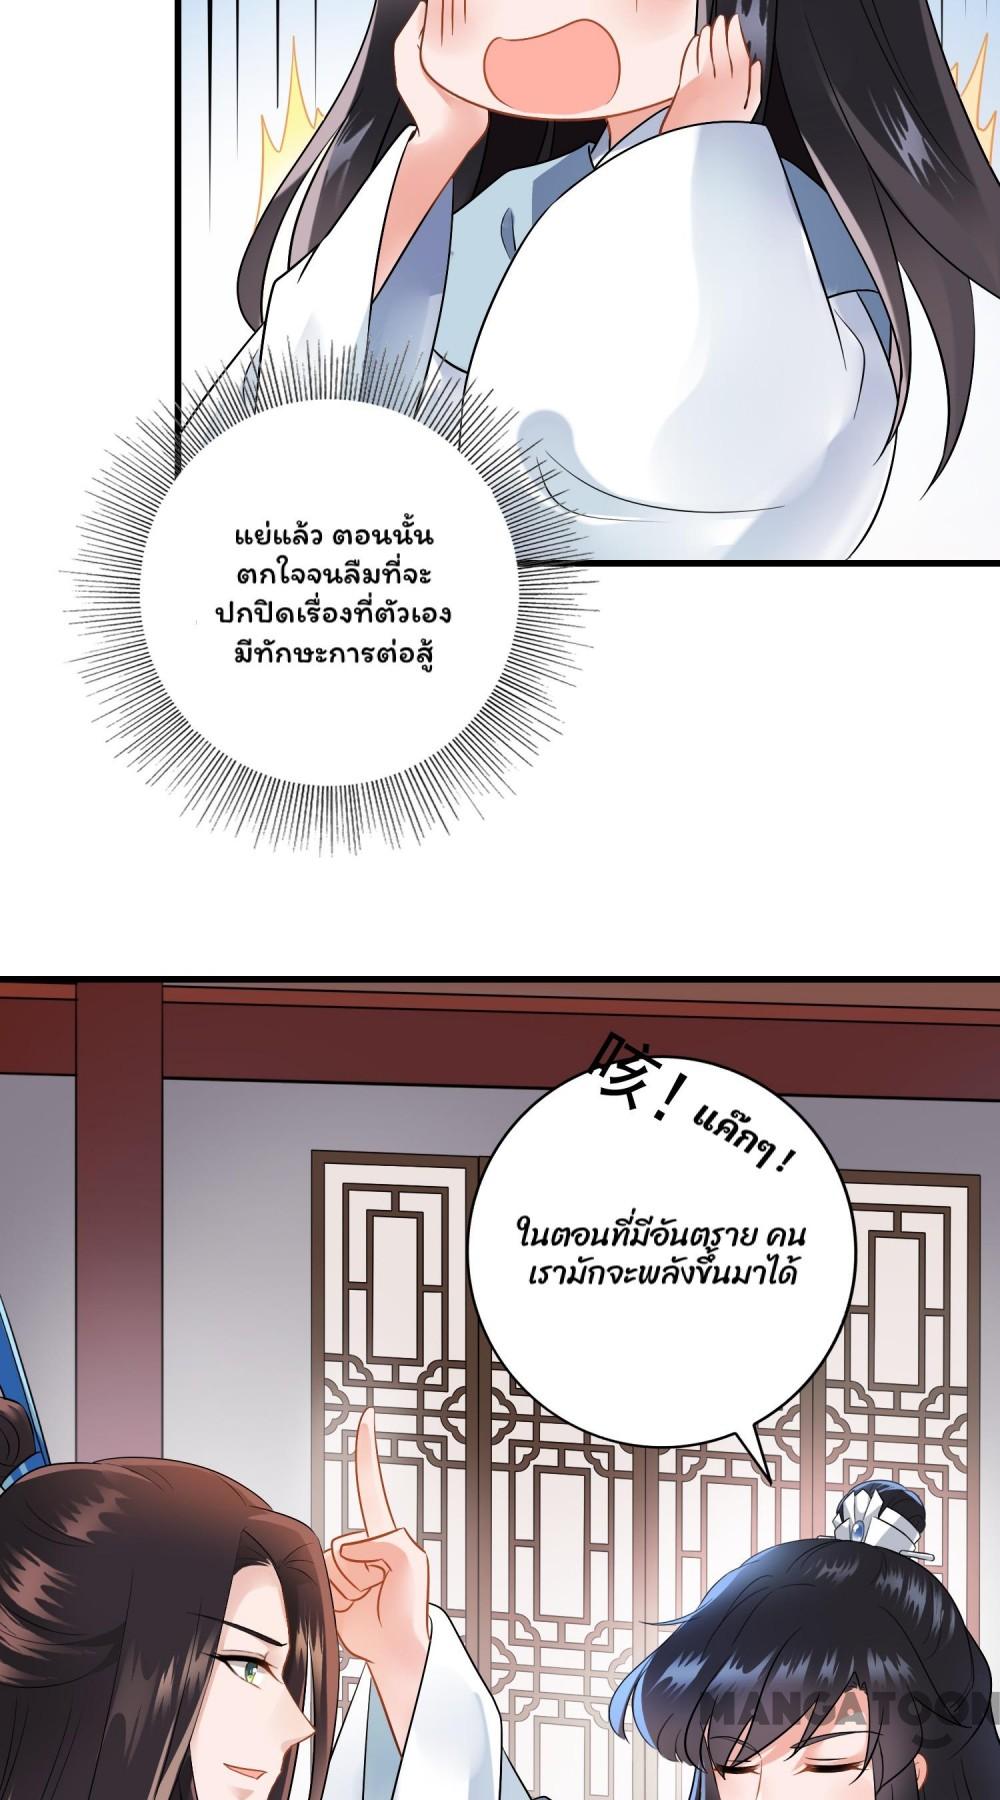 แย่แล้ว ตอนนั้น
ตกใจจนลืมที่จะ
ปกปิดเรื่องที่ตัวเอง
มีทักษะการต่อสู้
咳！แค๊กๆ!
ในตอนที่มีอันตราย คน
เรามักจะพลังขึ้นมาได้
MANGATOON